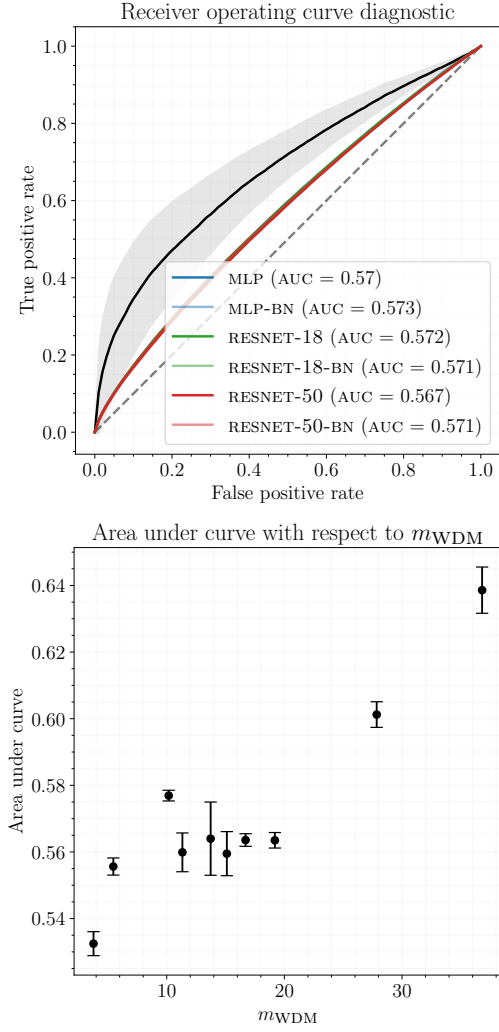 Receiver operating curve diagnostic
True positive rate
1.0
0.8
0.6
0.4
0.2
0.0
MLP (AUC = 0.57)
MLP-BN (AUC = 0.573)
RESNET-18 (AUC = 0.572)
RESNET-18-BN (AUC = 0.571)
RESNET-50 (AUC = 0.567)
RESNET-50-BN (AUC = 0.571)
0.0 0.2 0.4 0.6 0.8 1.0
False positive rate
Area under curve with respect to m_WDM
Area under curve
0.64
0.62
0.60
0.58
0.56
0.54
10 20 30
m_WDM